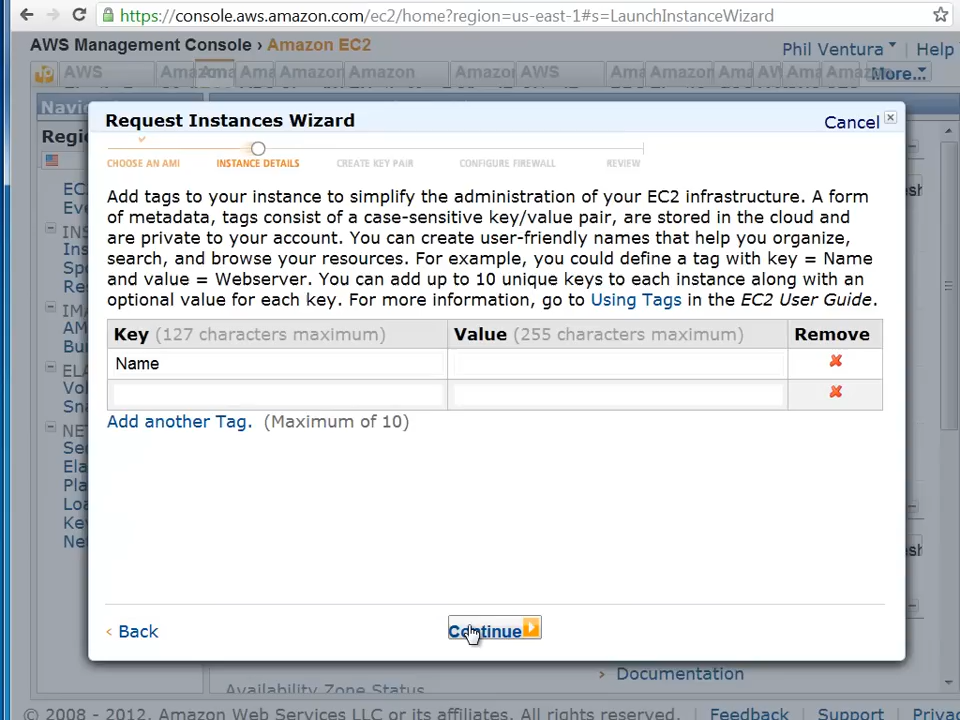 https://console.aws.amazon.com/ec2/home?region=us-east-1#s=LaunchInstanceWizard
AWS Management Console › Amazon EC2
Phil Ventura
Help
AWS
Amazon
Amazon
Amazon
AWS
Amazon
More...
Request Instances Wizard
Cancel
CHOOSE AN AMI
INSTANCE DETAILS
CREATE KEY PAIR
CONFIGURE FIREWALL
REVIEW
Add tags to your instance to simplify the administration of your EC2 infrastructure. A form
of metadata, tags consist of a case-sensitive key/value pair, are stored in the cloud and
are private to your account. You can create user-friendly names that help you organize,
search, and browse your resources. For example, you could define a tag with key = Name
and value = Webserver. You can add up to 10 unique keys to each instance along with an
optional value for each key. For more information, go to Using Tags in the EC2 User Guide.
Key (127 characters maximum)
Value (255 characters maximum)
Remove
Name
Add another Tag. (Maximum of 10)
‹ Back
Continue
› Documentation
Availability Zone Status
© 2008 - 2012, Amazon Web Services LLC or its affiliates. All rights reserved.
Feedback
Support